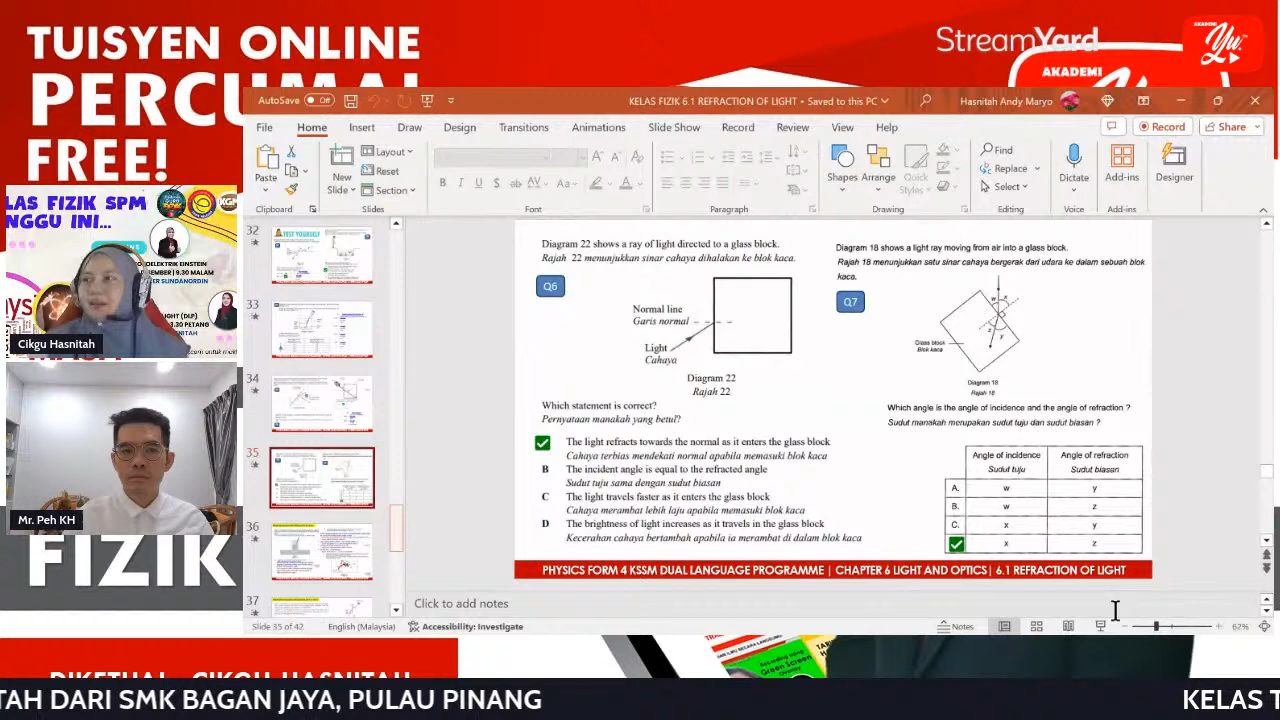 TUISYEN ONLINE
PERCUMA!
FREE!
StreamYard
AKADEMI
Yu
AKADEMI
AutoSave Off
KELAS FIZIK 6.1 REFRACTION OF LIGHT • Saved to this PC
Hasnitah Andy Maryo
File Home Insert Draw Design Transitions Animations Slide Show Record Review View Help
Record Share
Paste
New
Slide
Layout
Reset
Section
Shapes Arrange Quick
Styles
Find
Replace
Select
Dictate
Add-ins
Designer
Clipboard Slides Font Paragraph Drawing Editing Voice Add-ins
LAS FIZIK SPM
NGGU INI...
Cikgu Hasnitah
Mr. Peh KH
FIZIK
32
TEST YOURSELF
33
34
35
36
37
Diagram 22 shows a ray of light directed to a glass block.
Rajah 22 menunjukkan sinar cahaya dihalakan ke blok kaca.
Q6
Normal line
Garis normal
Light
Cahaya
Diagram 22
Rajah 22
Which statement is correct?
Pernyataan manakah yang betul?
The light refracts towards the normal as it enters the glass block
Cahaya terbias mendekati normal apabila memasuki blok kaca
B The incident angle is equal to the refracted angle
Sudut tuju sama dengan sudut biasan
C The light travels faster as it enters the glass block
Cahaya merambat lebih laju apabila memasuki blok kaca
D The brightness of light increases as it travels in the glass block
Kecerahan cahaya bertambah apabila ia merambat di dalam blok kaca
Diagram 18 shows a light ray moving from air into a glass block.
Rajah 18 menunjukkan satu sinar cahaya bergerak dari udara ke dalam sebuah blok
kaca.
Q7
Glass block
Blok kaca
Diagram 18
Rajah 18
Which angle is the angle of incidence and the angle of refraction ?
Sudut manakah merupakan sudut tuju dan sudut biasan ?
Angle of incidence Angle of refraction
Sudut tuju Sudut biasan
A. w y
B. w z
C. x y
x z
PHYSICS FORM 4 KSSM DUAL LANGUAGE PROGRAMME | CHAPTER 6 LIGHT AND OPTICS | 6.1 REFRACTION OF LIGHT
Click to add notes
Slide 35 of 42 English (Malaysia) Accessibility: Investigate
Notes 62%
TAH DARI SMK BAGAN JAYA, PULAU PINANG
KELAS T